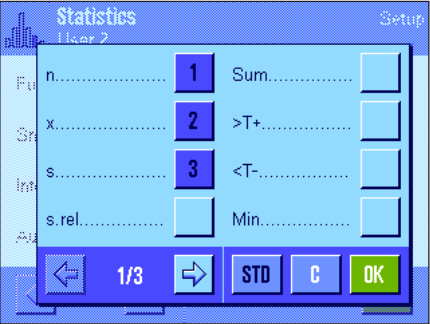 Statistics
Setup
User 2
n.................... 1
Sum...............
x.................... 2
>T+................
s.................... 3
<T-................
s.rel...............
Min................
1/3
STD
C
OK